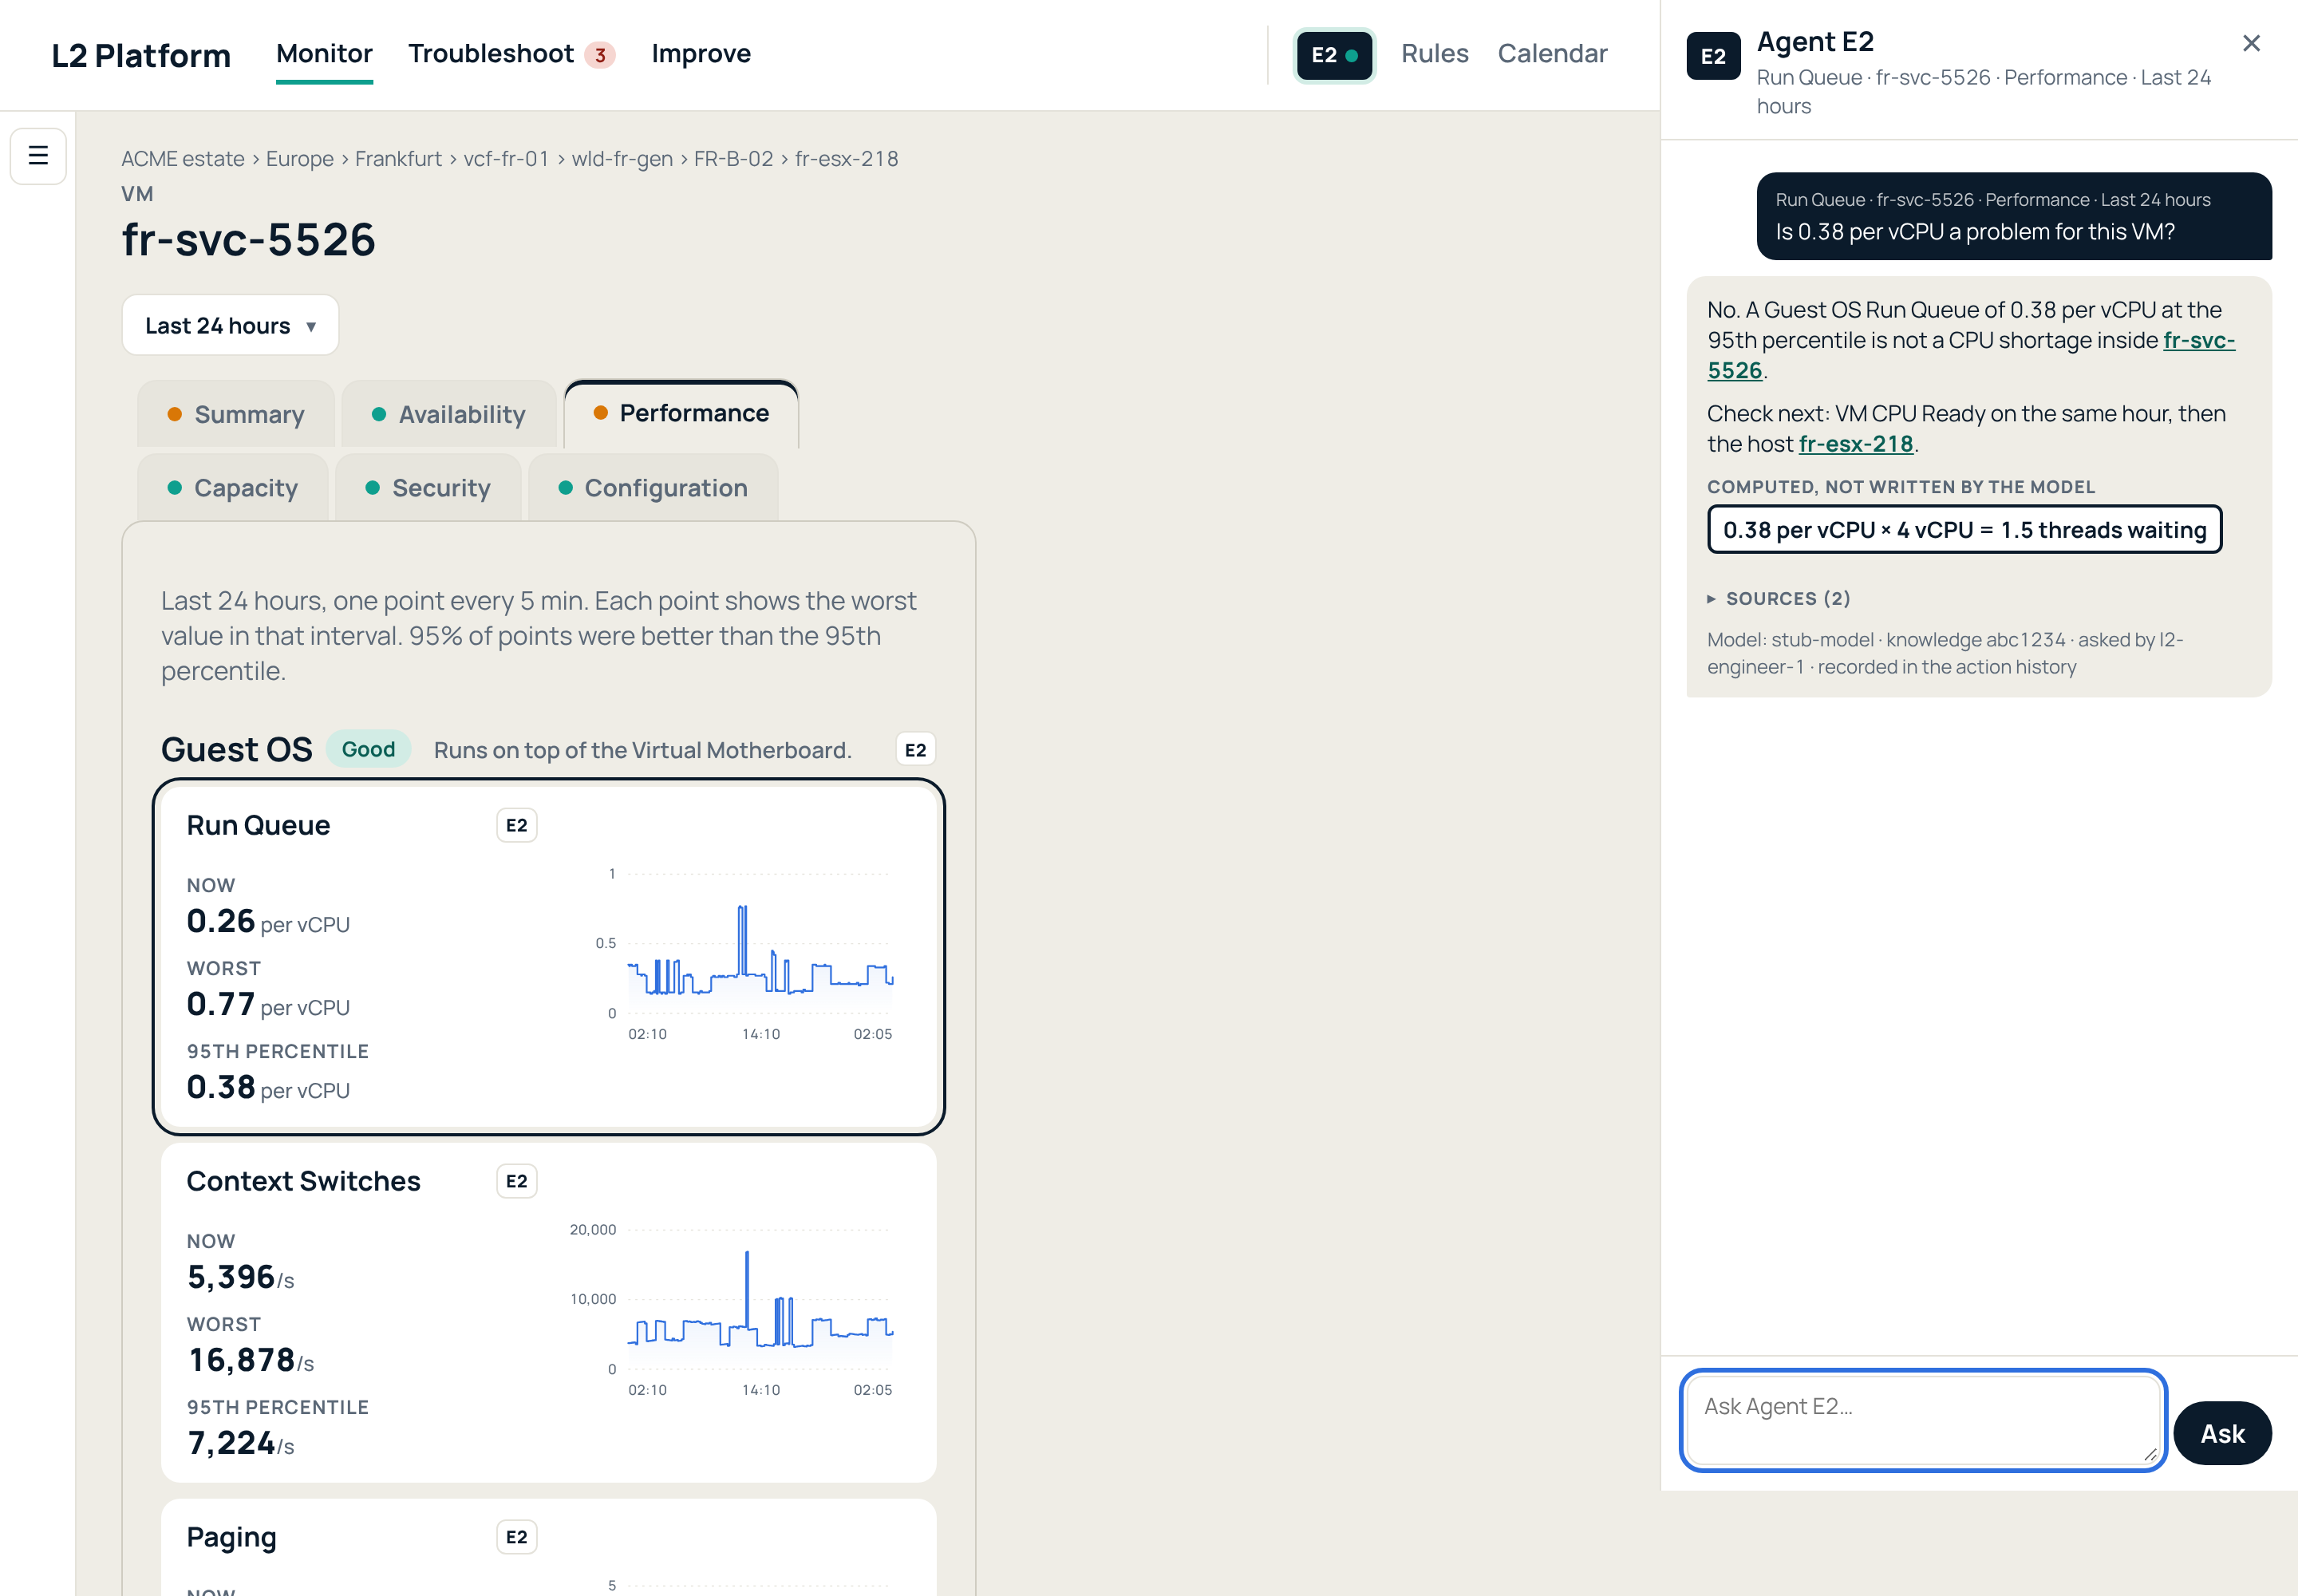 L2 Platform
Monitor
Troubleshoot 3
Improve
E2
Rules
Calendar
☰
ACME estate › Europe › Frankfurt › vcf-fr-01 › wld-fr-gen › FR-B-02 › fr-esx-218
VM
fr-svc-5526
Last 24 hours ▾
Summary
Availability
Performance
Capacity
Security
Configuration
Last 24 hours, one point every 5 min. Each point shows the worst
value in that interval. 95% of points were better than the 95th
percentile.
Guest OS
Good
Runs on top of the Virtual Motherboard.
E2
Run Queue
E2
NOW
0.26 per vCPU
WORST
0.77 per vCPU
95TH PERCENTILE
0.38 per vCPU
1
0.5
0
02:10
14:10
02:05
Context Switches
E2
NOW
5,396/s
WORST
16,878/s
95TH PERCENTILE
7,224/s
20,000
10,000
0
02:10
14:10
02:05
Paging
E2
NOW
5
E2
Agent E2
Run Queue · fr-svc-5526 · Performance · Last 24
hours
✕
Run Queue · fr-svc-5526 · Performance · Last 24 hours
Is 0.38 per vCPU a problem for this VM?
No. A Guest OS Run Queue of 0.38 per vCPU at the
95th percentile is not a CPU shortage inside fr-svc-
5526.
Check next: VM CPU Ready on the same hour, then
the host fr-esx-218.
COMPUTED, NOT WRITTEN BY THE MODEL
0.38 per vCPU × 4 vCPU = 1.5 threads waiting
▸ SOURCES (2)
Model: stub-model · knowledge abc1234 · asked by l2-
engineer-1 · recorded in the action history
Ask Agent E2…
Ask